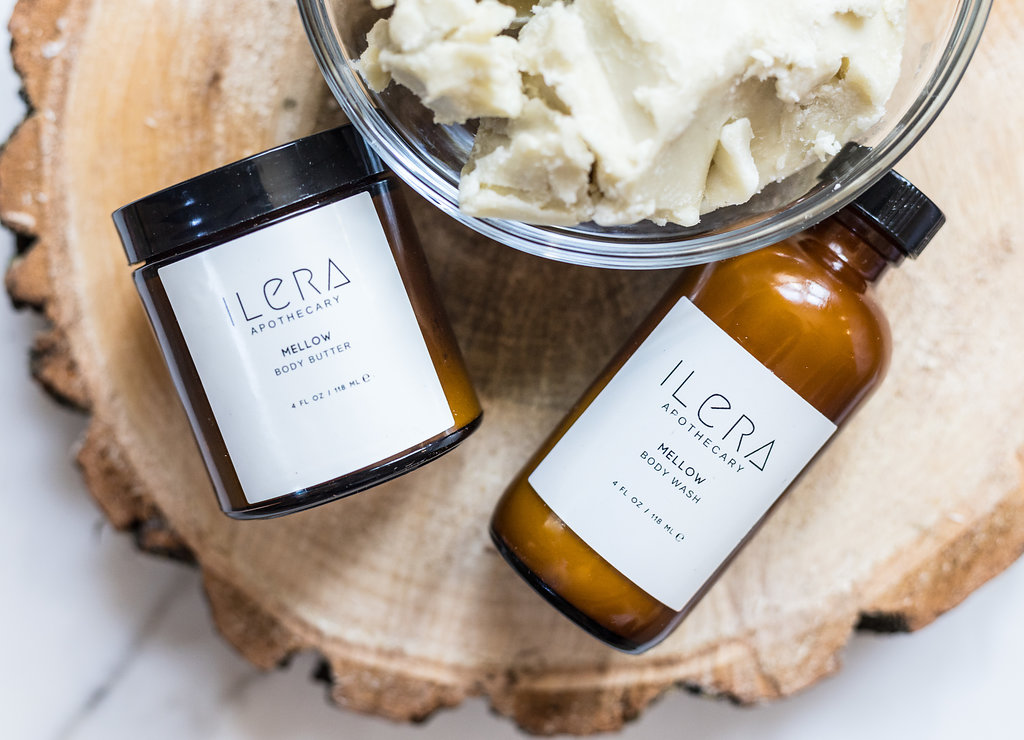 ILERA
APOTHECARY
MELLOW
BODY BUTTER
4 FL OZ / 118 ML ℮
ILERA
APOTHECARY
MELLOW
BODY WASH
4 FL OZ / 118 ML ℮